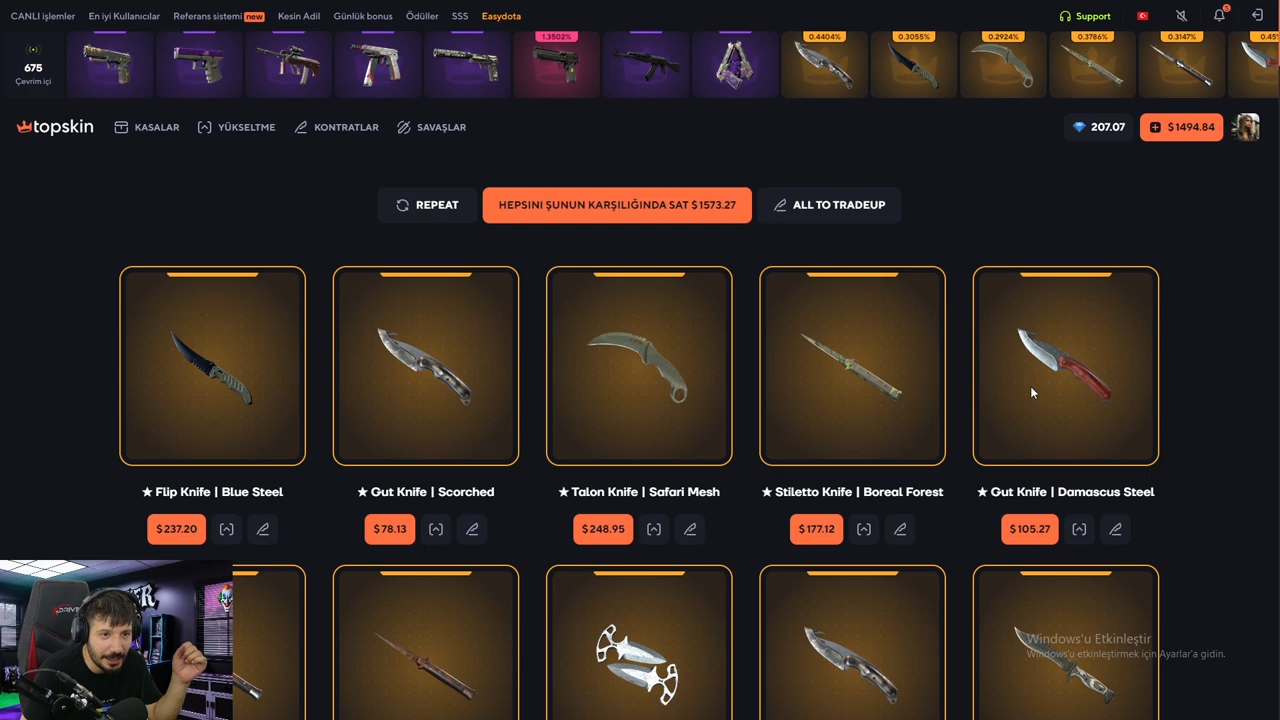 CANLI işlemler En iyi Kullanıcılar Referans sistemi new Kesin Adil Günlük bonus Ödüller SSS Easydota Support 5
675
Çevrim içi
1.3502% 0.4404% 0.3055% 0.2924% 0.3786% 0.3147%
topskin KASALAR YÜKSELTME KONTRATLAR SAVAŞLAR 207.07 $ 1494.84
REPEAT HEPSINI ŞUNUN KARŞILIĞINDA SAT $ 1573.27 ALL TO TRADEUP
★ Flip Knife | Blue Steel ★ Gut Knife | Scorched ★ Talon Knife | Safari Mesh ★ Stiletto Knife | Boreal Forest ★ Gut Knife | Damascus Steel
$ 237.20 $ 78.13 $ 248.95 $ 177.12 $ 105.27
Windows'u Etkinleştir
Windows'u etkinleştirmek için Ayarlar'a gidin.